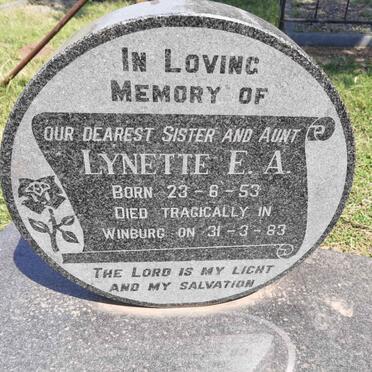 IN LOVING
MEMORY OF
OUR DEAREST SISTER AND AUNT
LYNETTE E. A.
BORN 23-6-53
DIED TRAGICALLY IN
WINBURG ON 31-3-83
THE LORD IS MY LIGHT
AND MY SALVATION